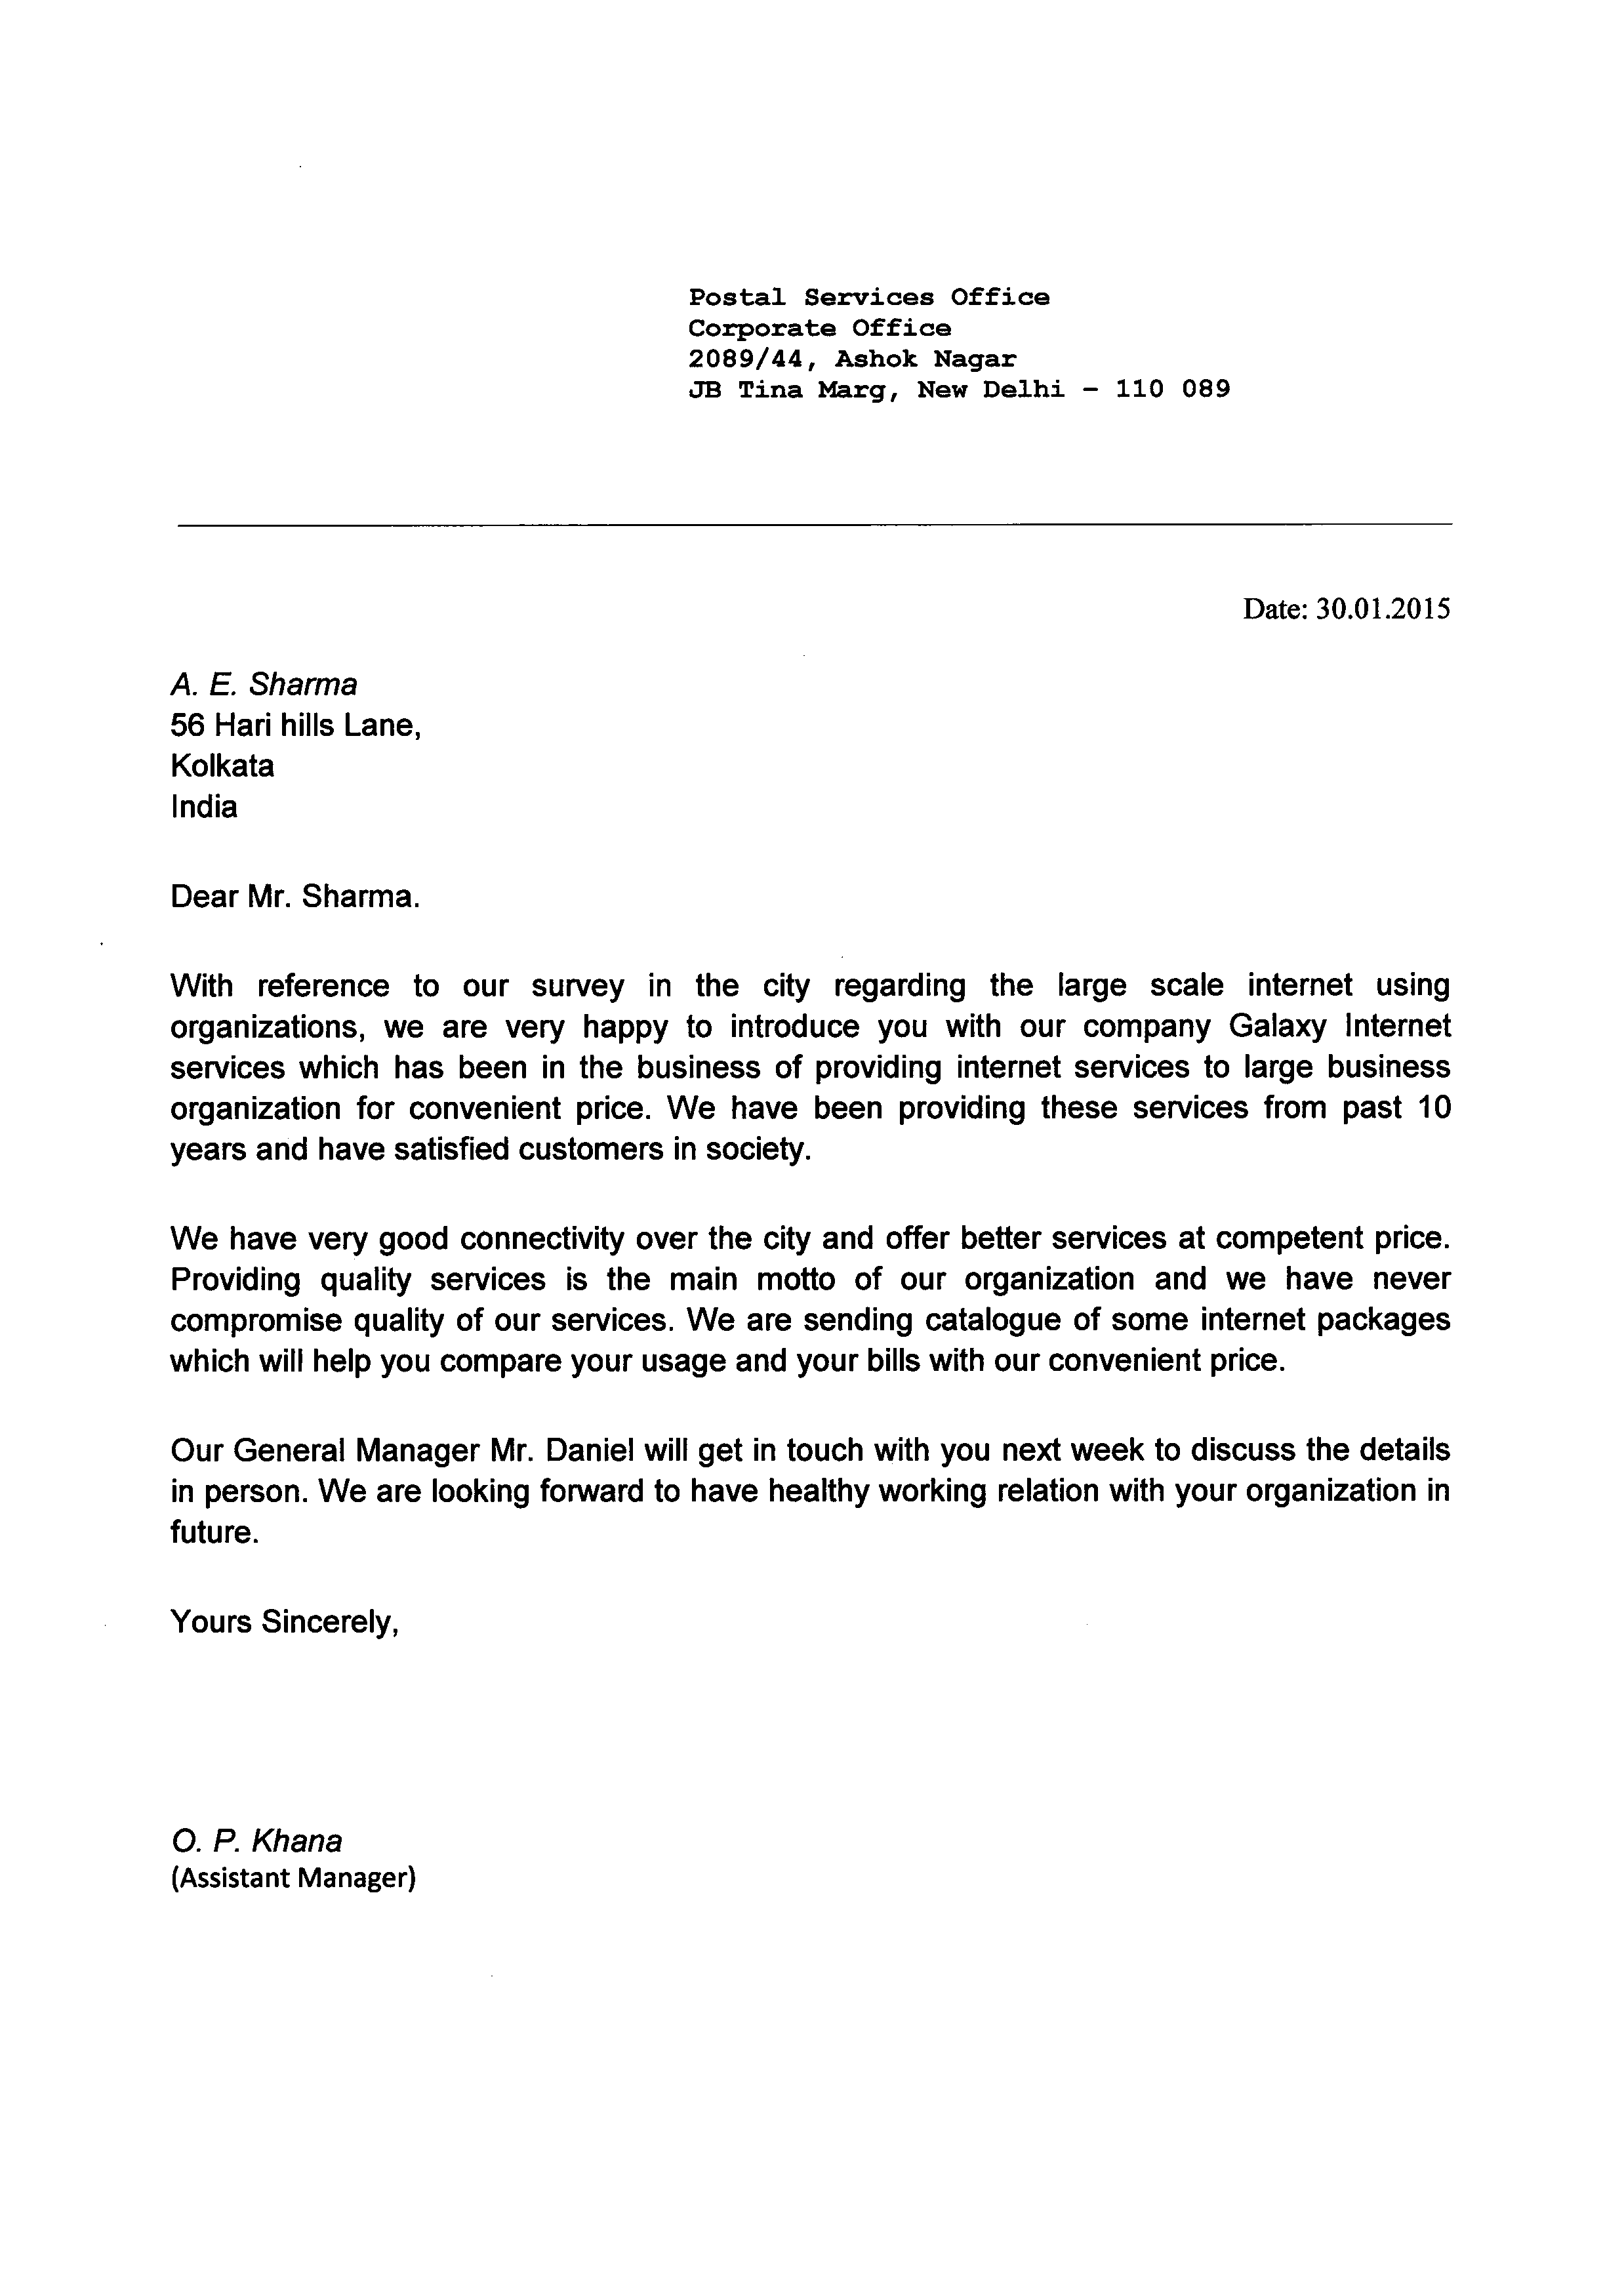 Postal Services Office
Corporate Office
2089/44, Ashok Nagar
JB Tina Marg, New Delhi – 110 089
Date: 30.01.2015
A. E. Sharma
56 Hari hills Lane,
Kolkata
India
Dear Mr. Sharma.
With reference to our survey in the city regarding the large scale internet using
organizations, we are very happy to introduce you with our company Galaxy Internet
services which has been in the business of providing internet services to large business
organization for convenient price. We have been providing these services from past 10
years and have satisfied customers in society.
We have very good connectivity over the city and offer better services at competent price.
Providing quality services is the main motto of our organization and we have never
compromise quality of our services. We are sending catalogue of some internet packages
which will help you compare your usage and your bills with our convenient price.
Our General Manager Mr. Daniel will get in touch with you next week to discuss the details
in person. We are looking forward to have healthy working relation with your organization in
future.
Yours Sincerely,
O. P. Khana
(Assistant Manager)